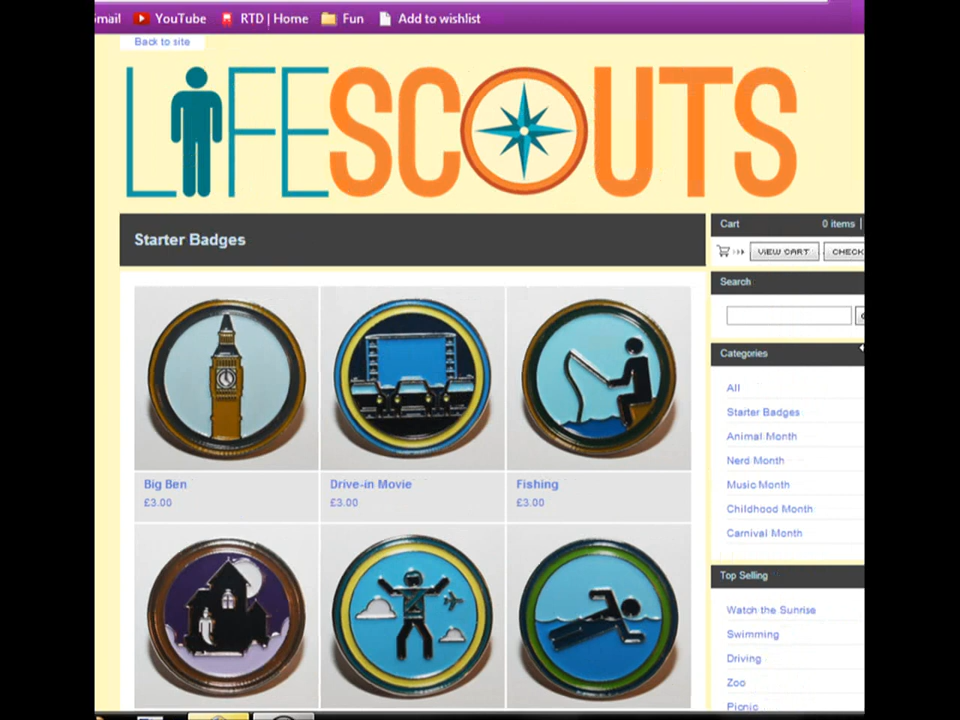 mail YouTube RTD | Home Fun Add to wishlist
Back to site
LIFESCOUTS
Starter Badges
Cart 0 items |
VIEW CART CHECK
Search
Categories
All
Starter Badges
Animal Month
Nerd Month
Music Month
Childhood Month
Carnival Month
Big Ben
£3.00
Drive-in Movie
£3.00
Fishing
£3.00
Top Selling
Watch the Sunrise
Swimming
Driving
Zoo
Picnic